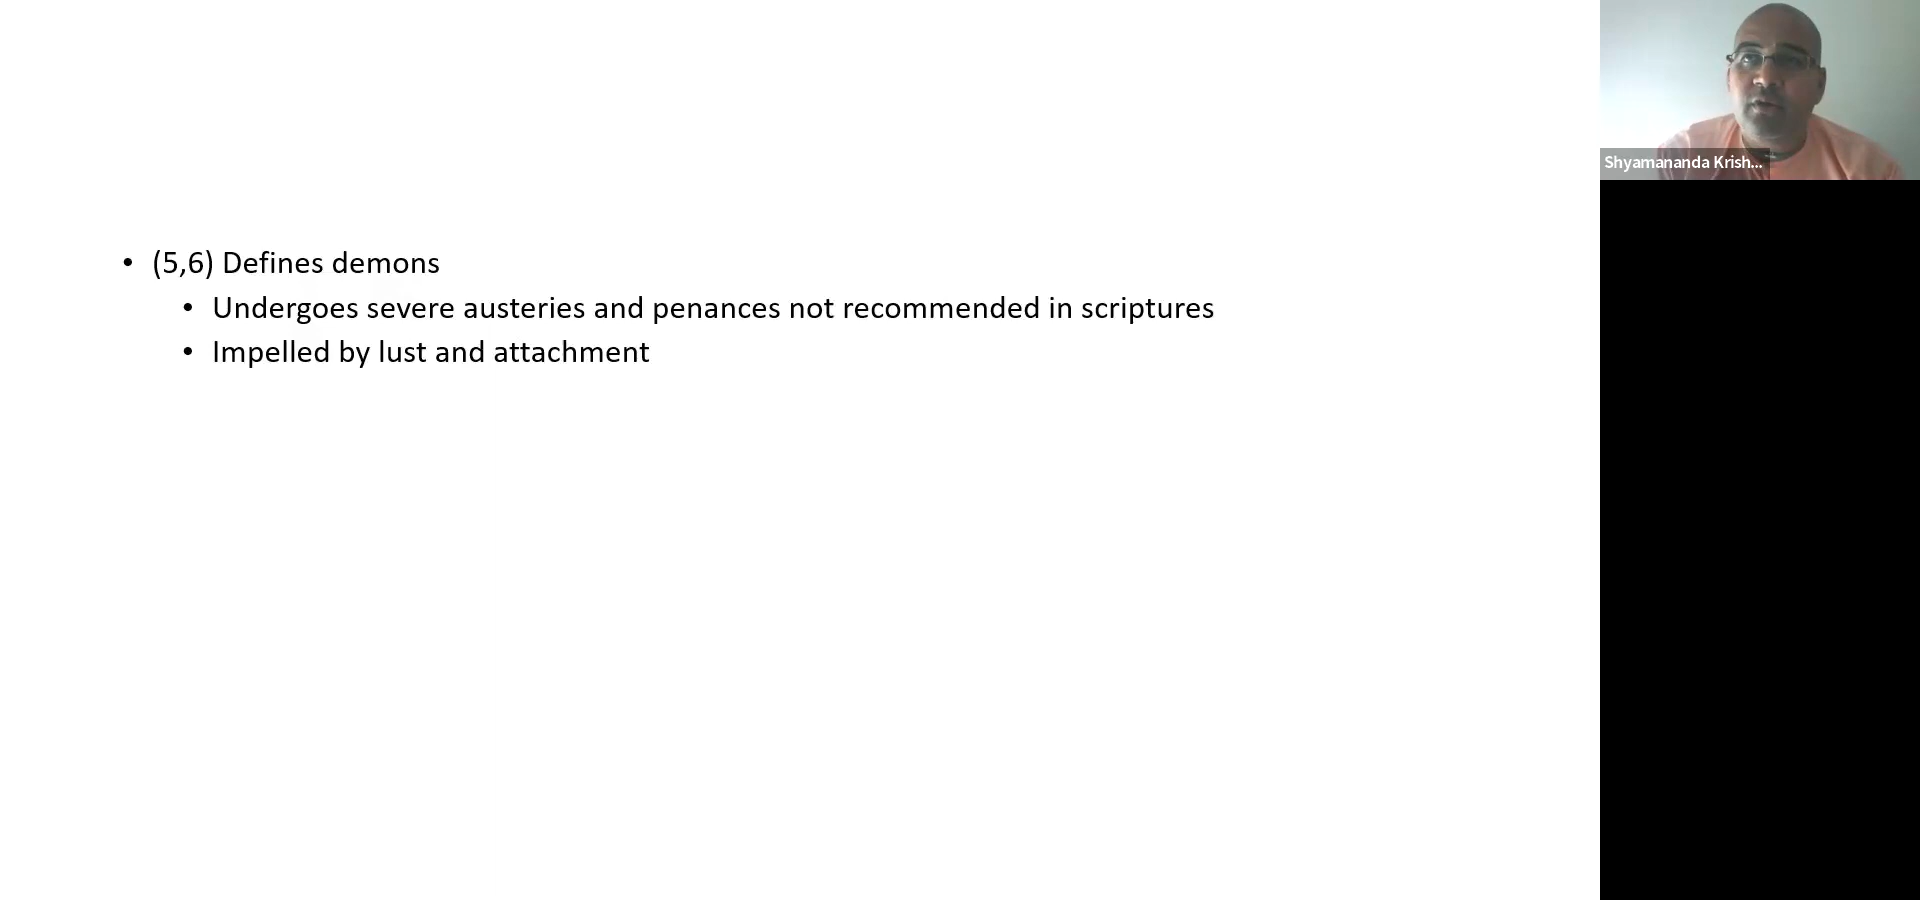 • (5,6) Defines demons
• Undergoes severe austeries and penances not recommended in scriptures
• Impelled by lust and attachment
Shyamananda Krish...